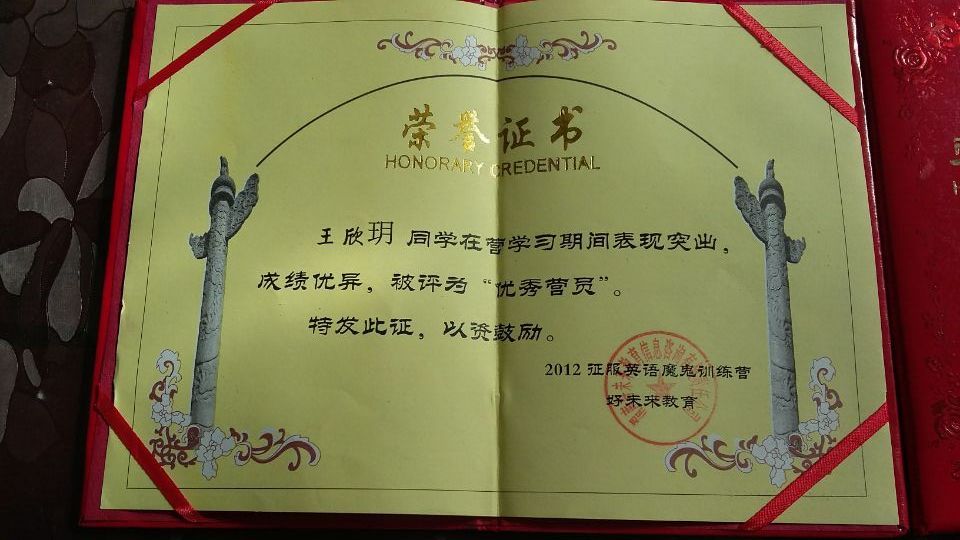 荣誉证书
HONORARY CREDENTIAL
王欣玥 同学在营学习期间表现突出，
成绩优异，被评为“优秀营员”。
特发此证，以资鼓励。
2012 征服英语魔鬼训练营
好未来教育